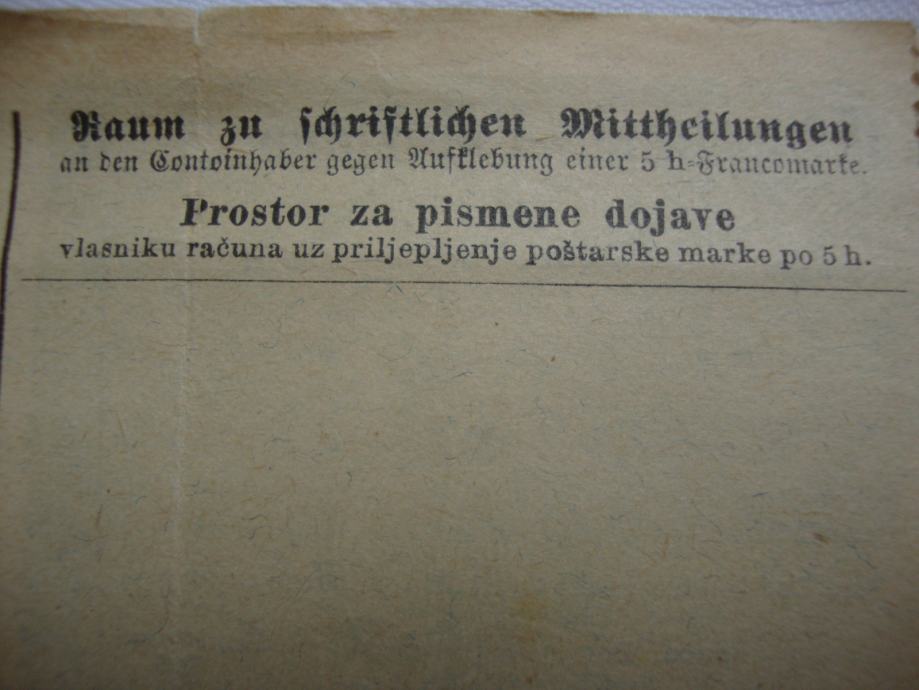 Raum zu schriftlichen Mittheilungen
an den Contoinhaber gegen Aufklebung einer 5 h-Francomarke.
Prostor za pismene dojave
vlasniku računa uz priljepljenje poštarske marke po 5 h.